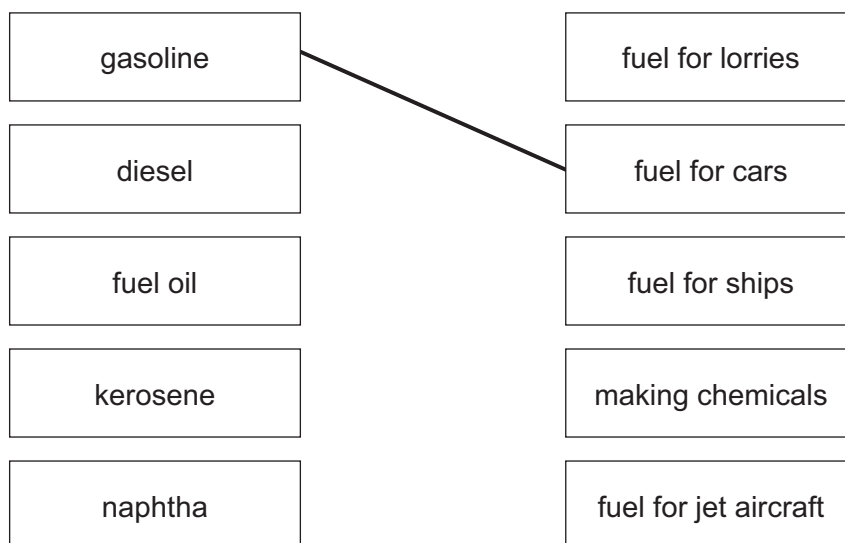 gasoline
fuel for lorries
diesel
fuel for cars
fuel oil
fuel for ships
kerosene
making chemicals
naphtha
fuel for jet aircraft